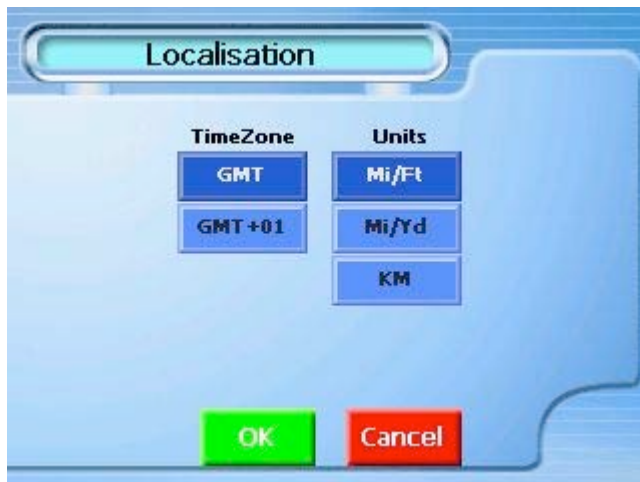 Localisation
TimeZone Units
GMT Mi/Ft
GMT+01 Mi/Yd
KM
OK Cancel